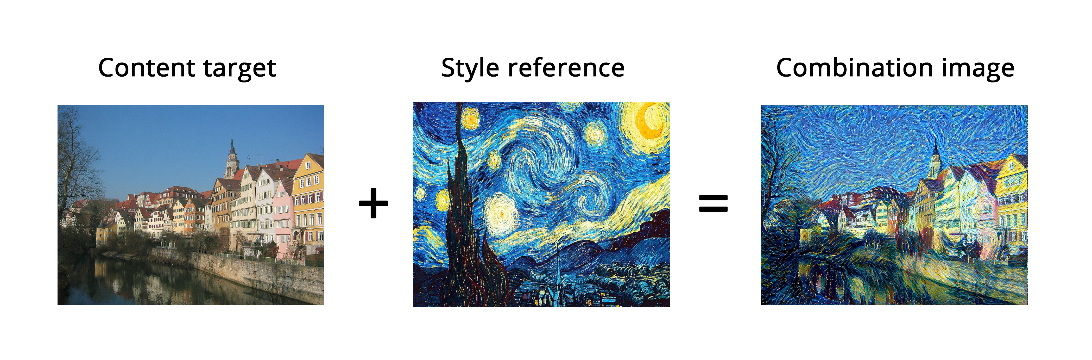 Content target
Style reference
Combination image
+
=